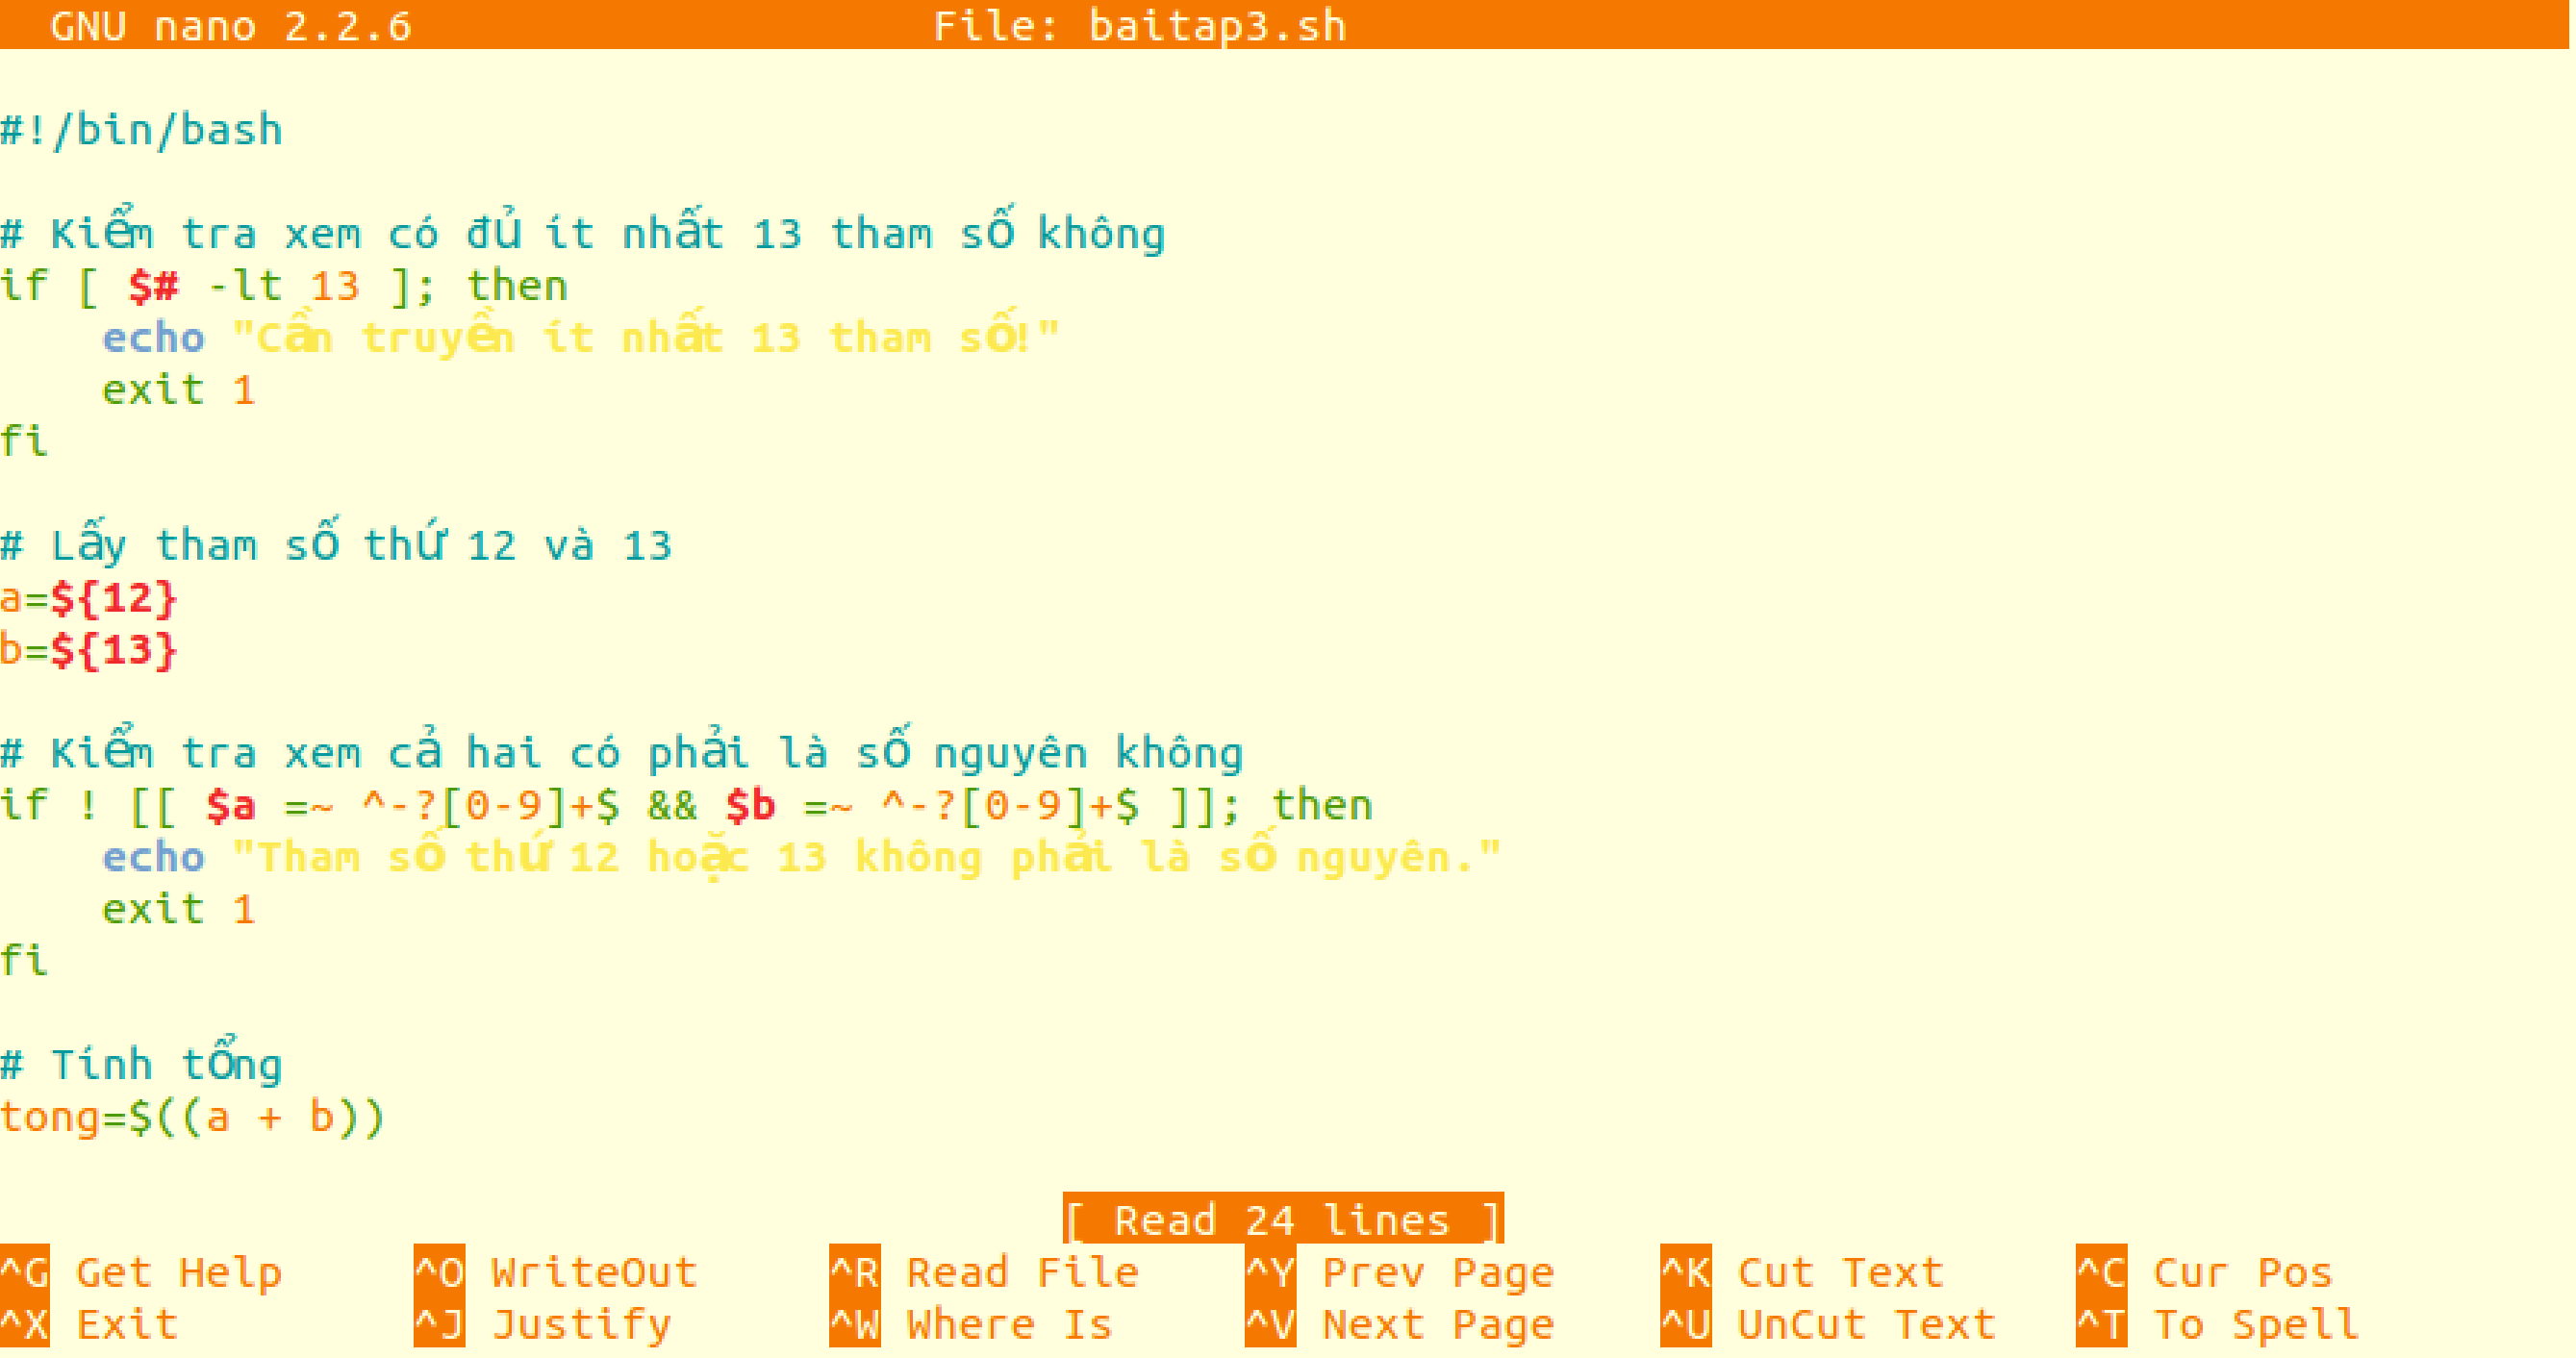 GNU nano 2.2.6 File: baitap3.sh
#!/bin/bash
# Kiểm tra xem có đủ ít nhất 13 tham số không
if [ $# -lt 13 ]; then
    echo "Cần truyền ít nhất 13 tham số!"
    exit 1
fi
# Lấy tham số thứ 12 và 13
a=${12}
b=${13}
# Kiểm tra xem cả hai có phải là số nguyên không
if ! [[ $a =~ ^-?[0-9]+$ && $b =~ ^-?[0-9]+$ ]]; then
    echo "Tham số thứ 12 hoặc 13 không phải là số nguyên."
    exit 1
fi
# Tính tổng
tong=$((a + b))
[ Read 24 lines ]
^G Get Help ^O WriteOut ^R Read File ^Y Prev Page ^K Cut Text ^C Cur Pos
^X Exit ^J Justify ^W Where Is ^V Next Page ^U UnCut Text ^T To Spell